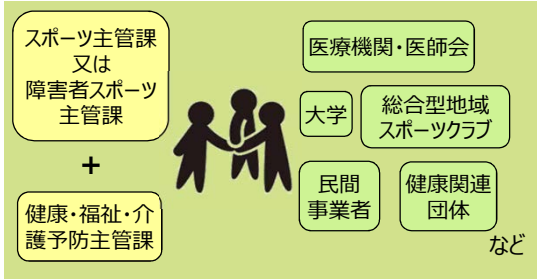 スポーツ主管課
又は
障害者スポーツ
主管課
+
健康・福祉・介
護予防主管課
医療機関・医師会
大学
総合型地域
スポーツクラブ
民間
事業者
健康関連
団体
など